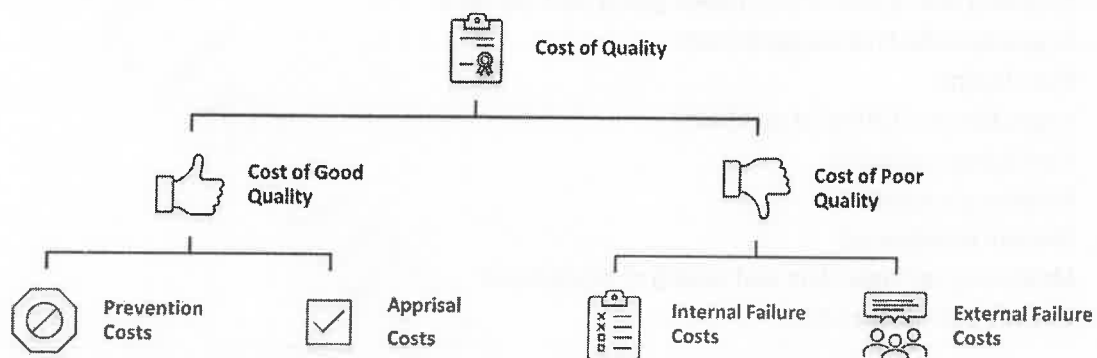 Cost of Quality
Cost of Good
Quality
Cost of Poor
Quality
Prevention
Costs
Apprisal
Costs
Internal Failure
Costs
External Failure
Costs